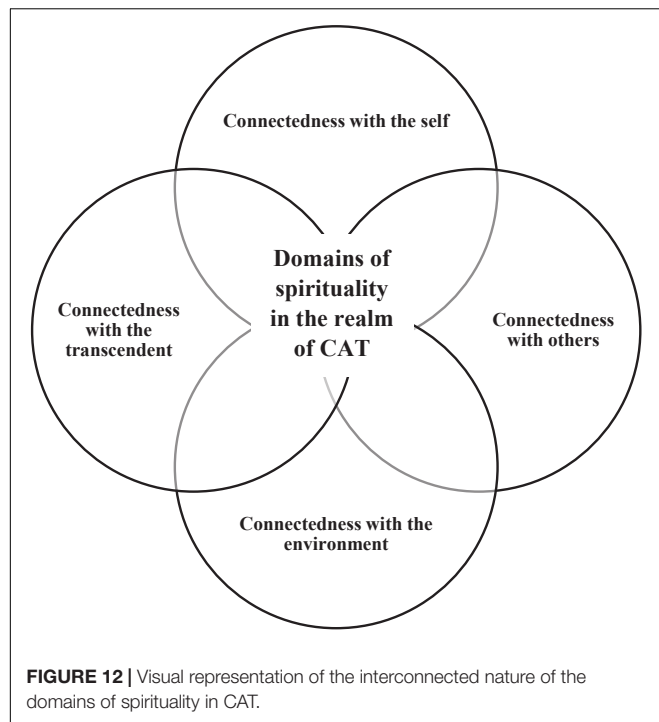 Connectedness with the self
Domains of
spirituality
in the realm
of CAT
Connectedness
with the
transcendent
Connectedness
with others
Connectedness with the
environment
FIGURE 12 | Visual representation of the interconnected nature of the
domains of spirituality in CAT.